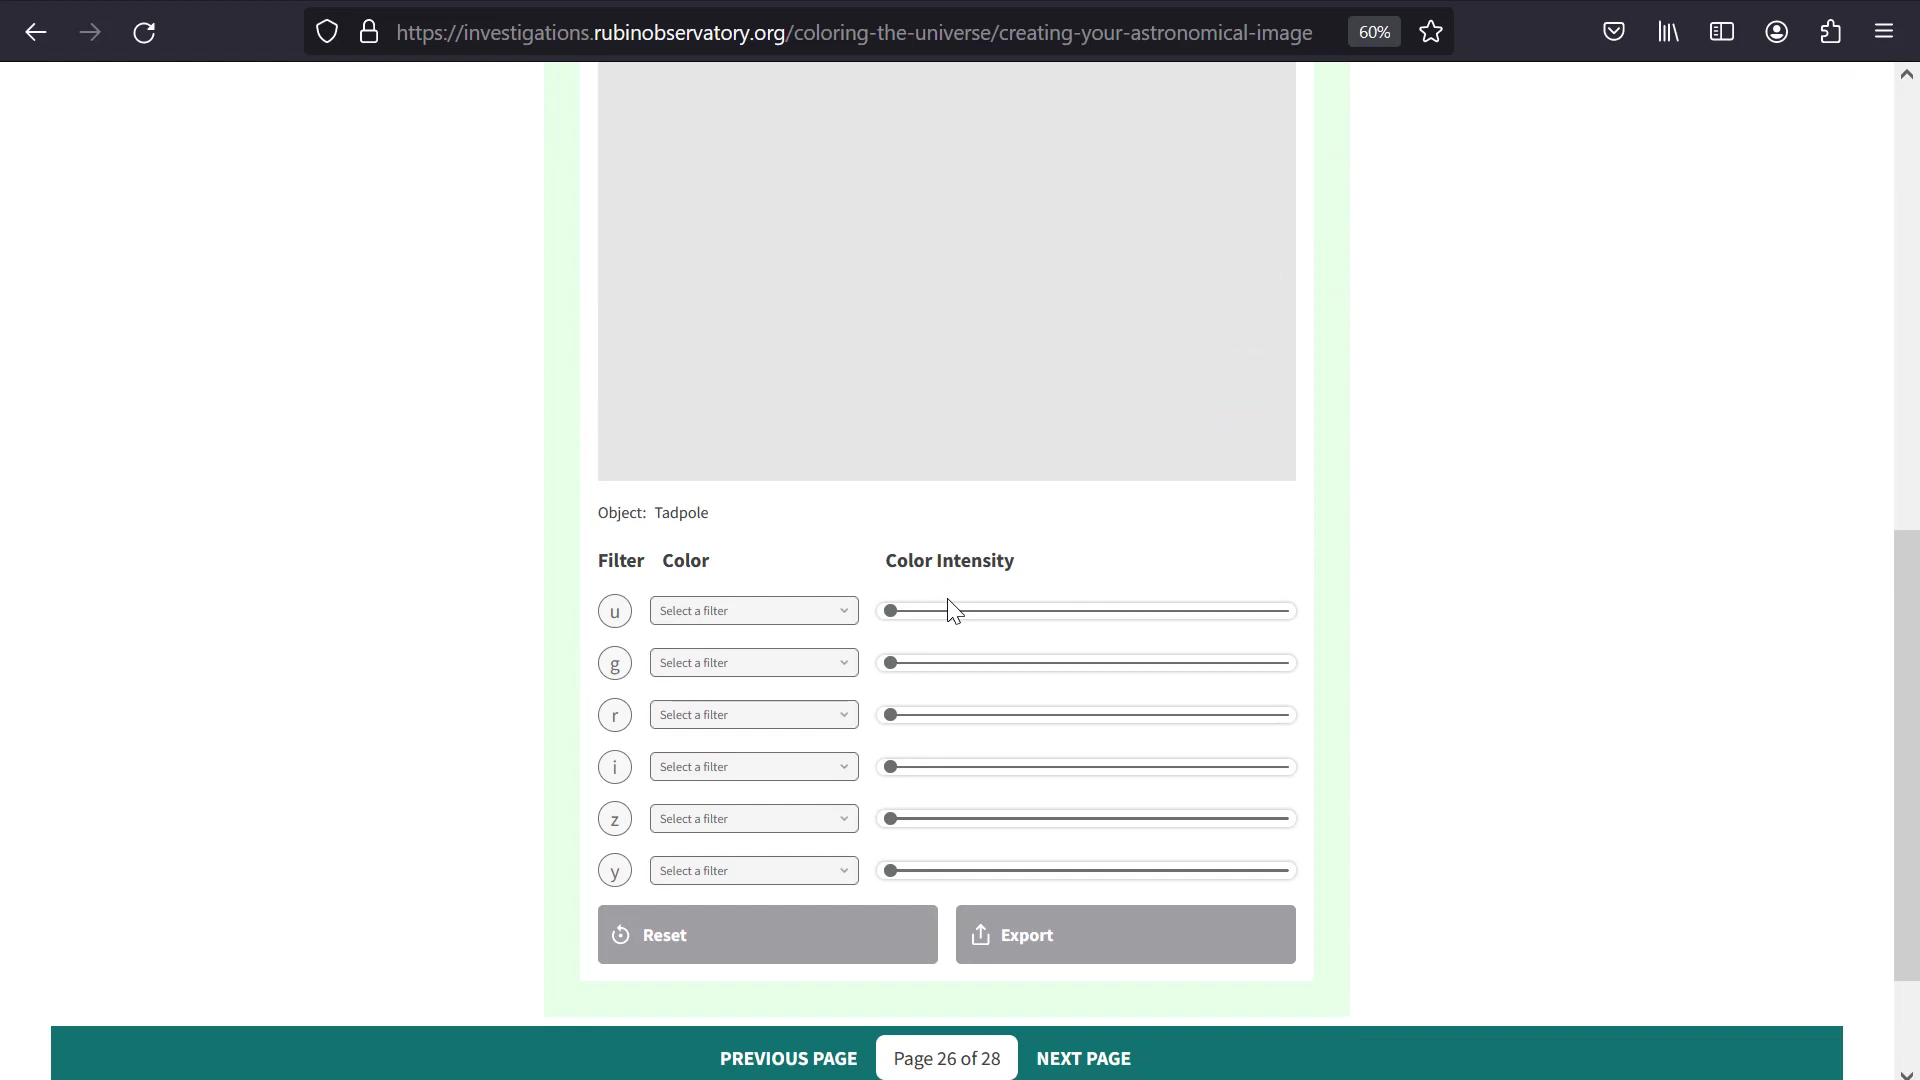 https://investigations.rubinobservatory.org/coloring-the-universe/creating-your-astronomical-image 60%
Object: Tadpole
Filter Color Color Intensity
u Select a filter
g Select a filter
r Select a filter
i Select a filter
z Select a filter
y Select a filter
Reset Export
PREVIOUS PAGE Page 26 of 28 NEXT PAGE